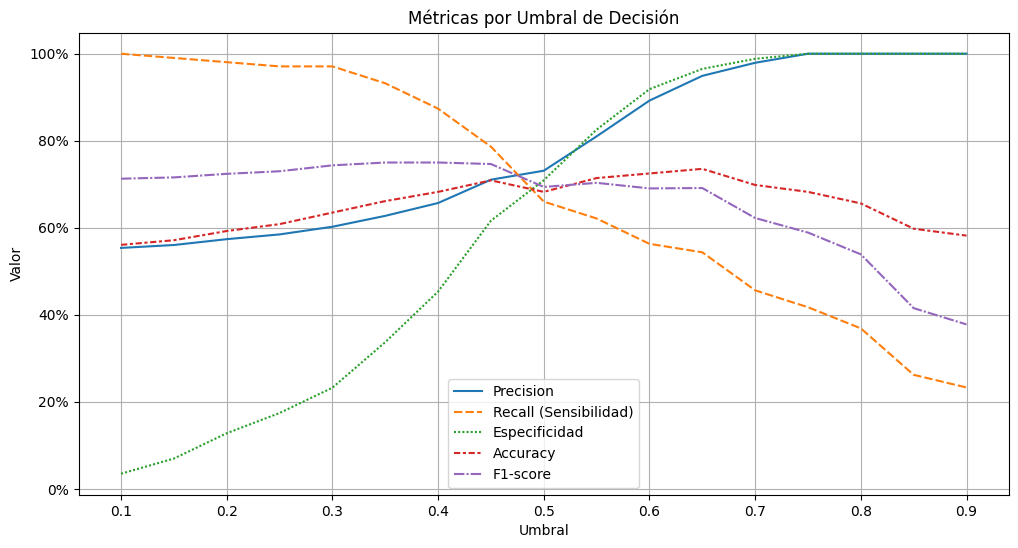 Métricas por Umbral de Decisión
100%
80%
60%
40%
20%
0%
Valor
Precision
Recall (Sensibilidad)
Especificidad
Accuracy
F1-score
0.1 0.2 0.3 0.4 0.5 0.6 0.7 0.8 0.9
Umbral